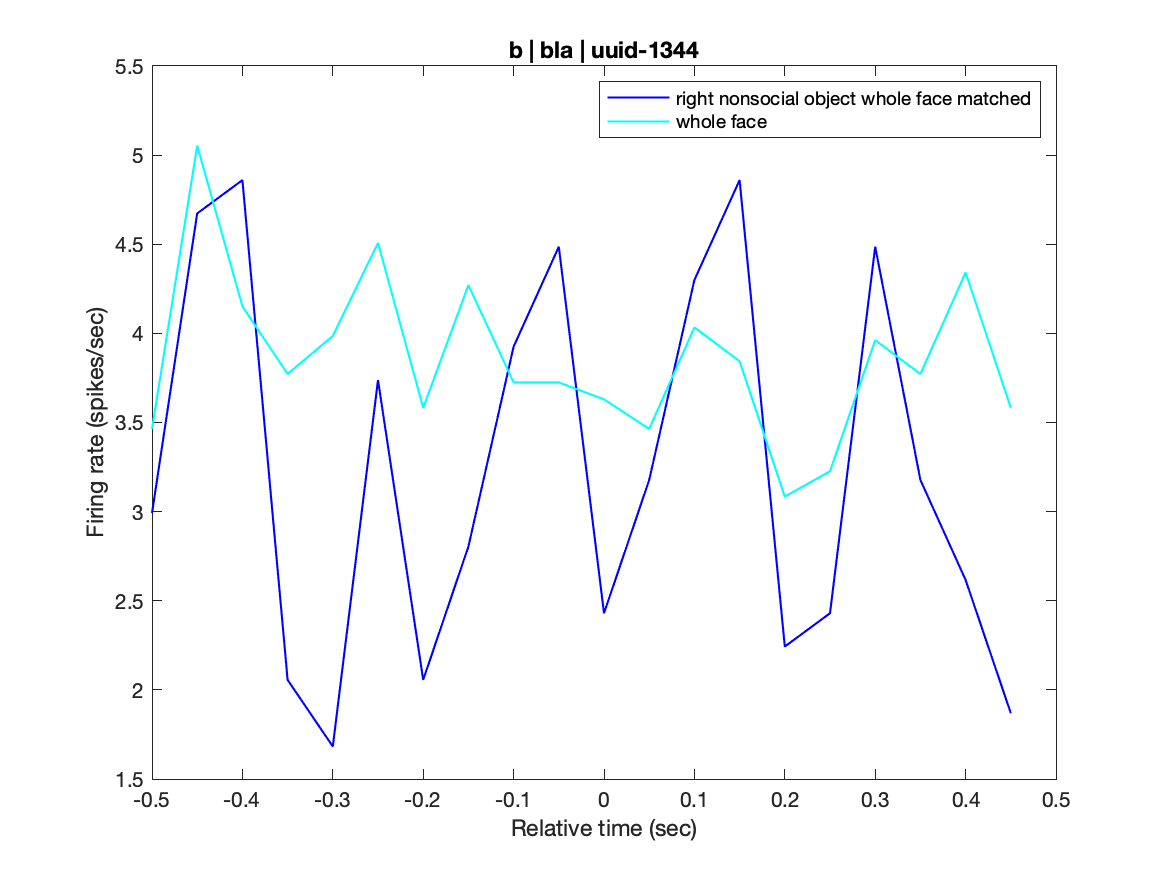 b | bla | uuid-1344
right nonsocial object whole face matched
whole face
5.5
5
4.5
4
3.5
3
2.5
2
1.5
Firing rate (spikes/sec)
-0.5 -0.4 -0.3 -0.2 -0.1 0 0.1 0.2 0.3 0.4 0.5
Relative time (sec)